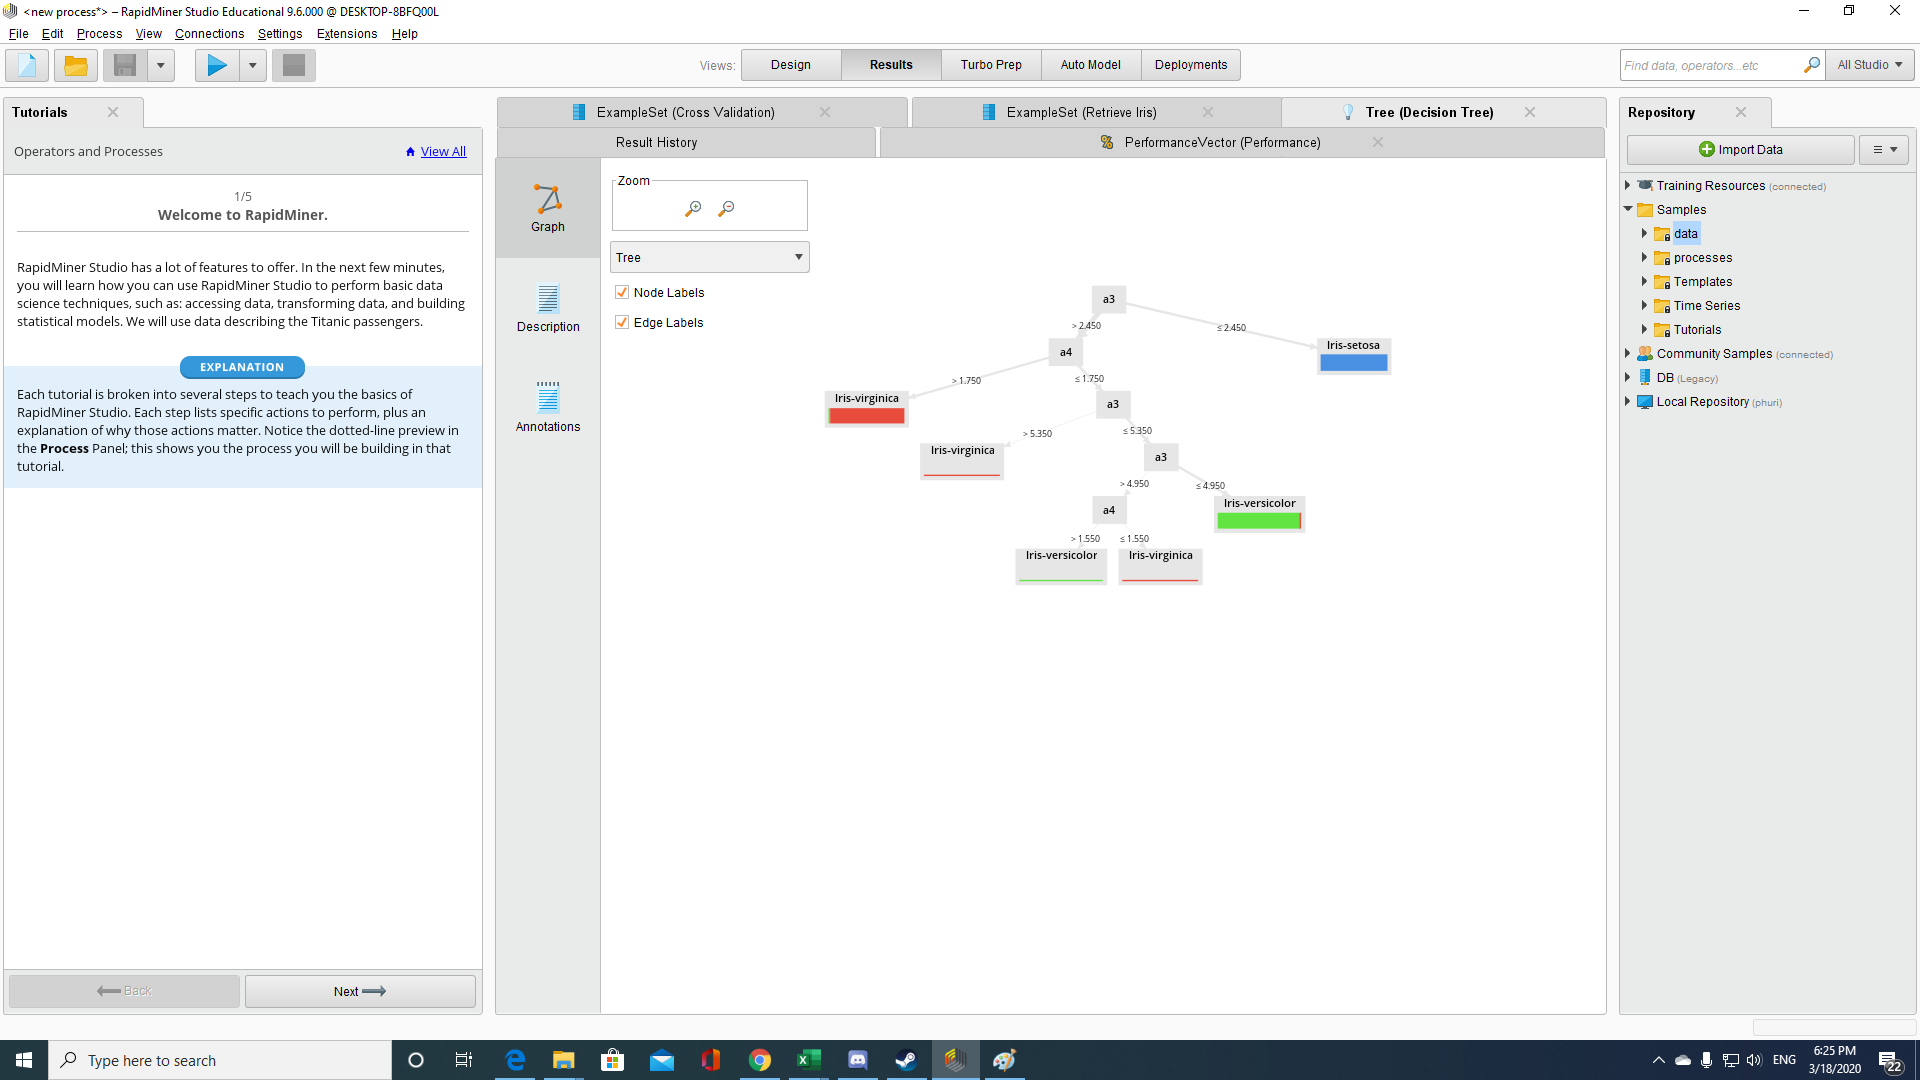 <new process*> – RapidMiner Studio Educational 9.6.000 @ DESKTOP-8BFQ00L
File Edit Process View Connections Settings Extensions Help
Views: Design Results Turbo Prep Auto Model Deployments
Find data, operators...etc
All Studio
Tutorials
Operators and Processes
View All
1/5
Welcome to RapidMiner.
RapidMiner Studio has a lot of features to offer. In the next few minutes,
you will learn how you can use RapidMiner Studio to perform basic data
science techniques, such as: accessing data, transforming data, and building
statistical models. We will use data describing the Titanic passengers.
EXPLANATION
Each tutorial is broken into several steps to teach you the basics of
RapidMiner Studio. Each step lists specific actions to perform, plus an
explanation of why those actions matter. Notice the dotted-line preview in
the Process Panel; this shows you the process you will be building in that
tutorial.
Back
Next
ExampleSet (Cross Validation)
ExampleSet (Retrieve Iris)
Tree (Decision Tree)
Result History
PerformanceVector (Performance)
Graph
Description
Annotations
Zoom
Tree
Node Labels
Edge Labels
a3
> 2.450
≤ 2.450
a4
Iris-setosa
> 1.750
≤ 1.750
Iris-virginica
a3
> 5.350
≤ 5.350
Iris-virginica
a3
> 4.950
≤ 4.950
a4
Iris-versicolor
> 1.550
≤ 1.550
Iris-versicolor
Iris-virginica
Repository
Import Data
Training Resources (connected)
Samples
data
processes
Templates
Time Series
Tutorials
Community Samples (connected)
DB (Legacy)
Local Repository (phuri)
Type here to search
ENG
6:25 PM
3/18/2020
22